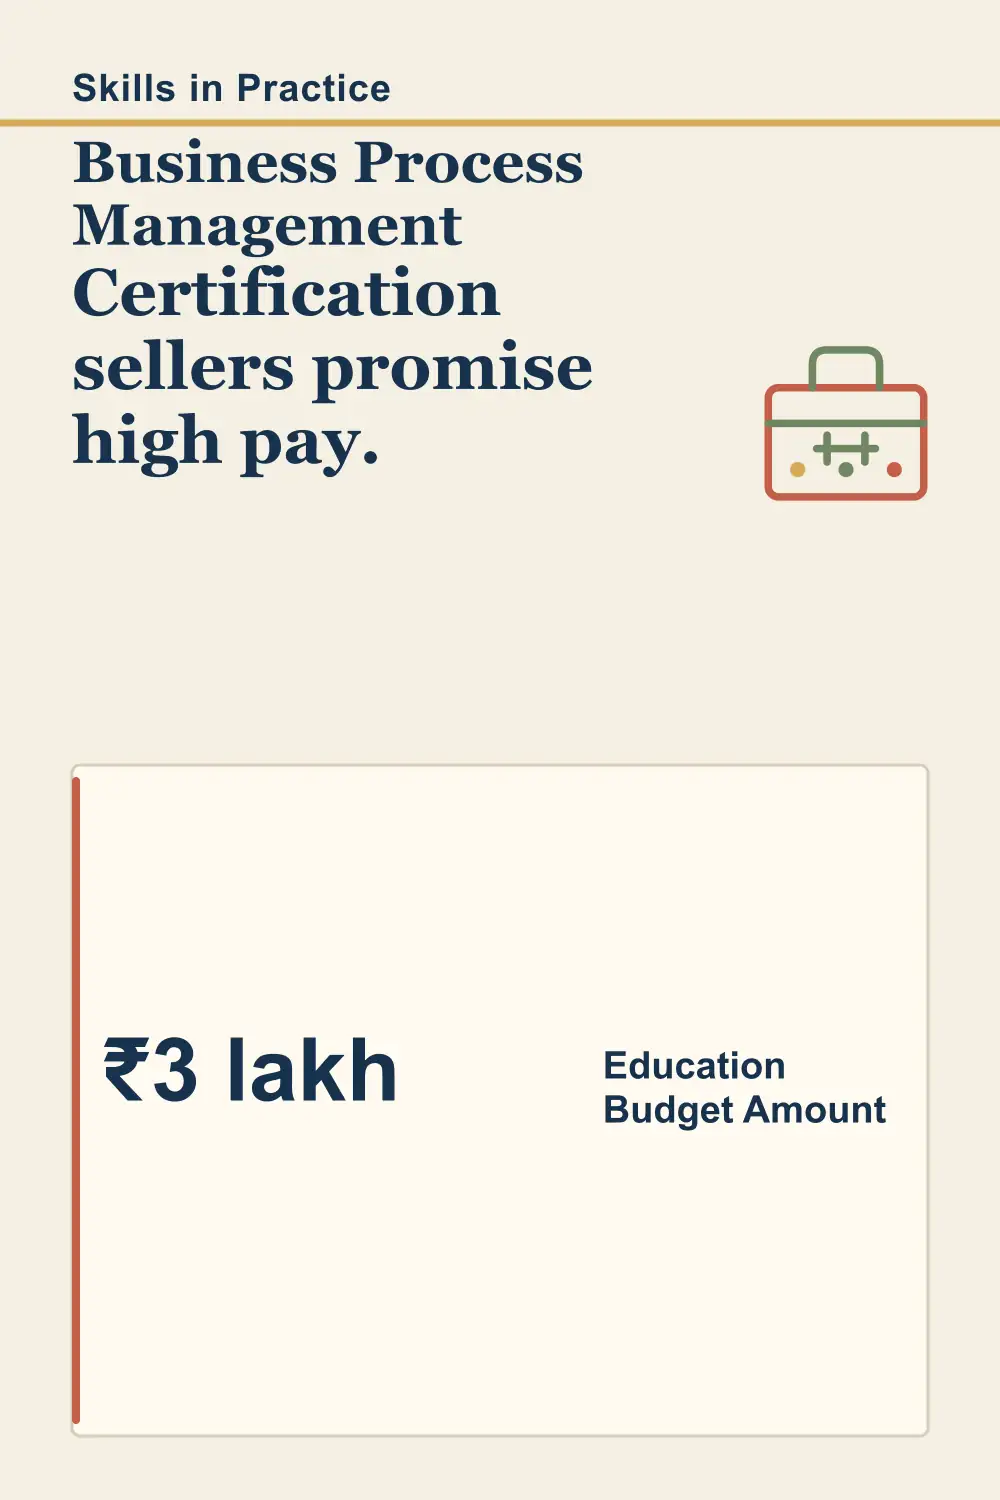 Skills in Practice
Business Process
Management
Certification
sellers promise
high pay.
₹3 lakh
Education
Budget Amount